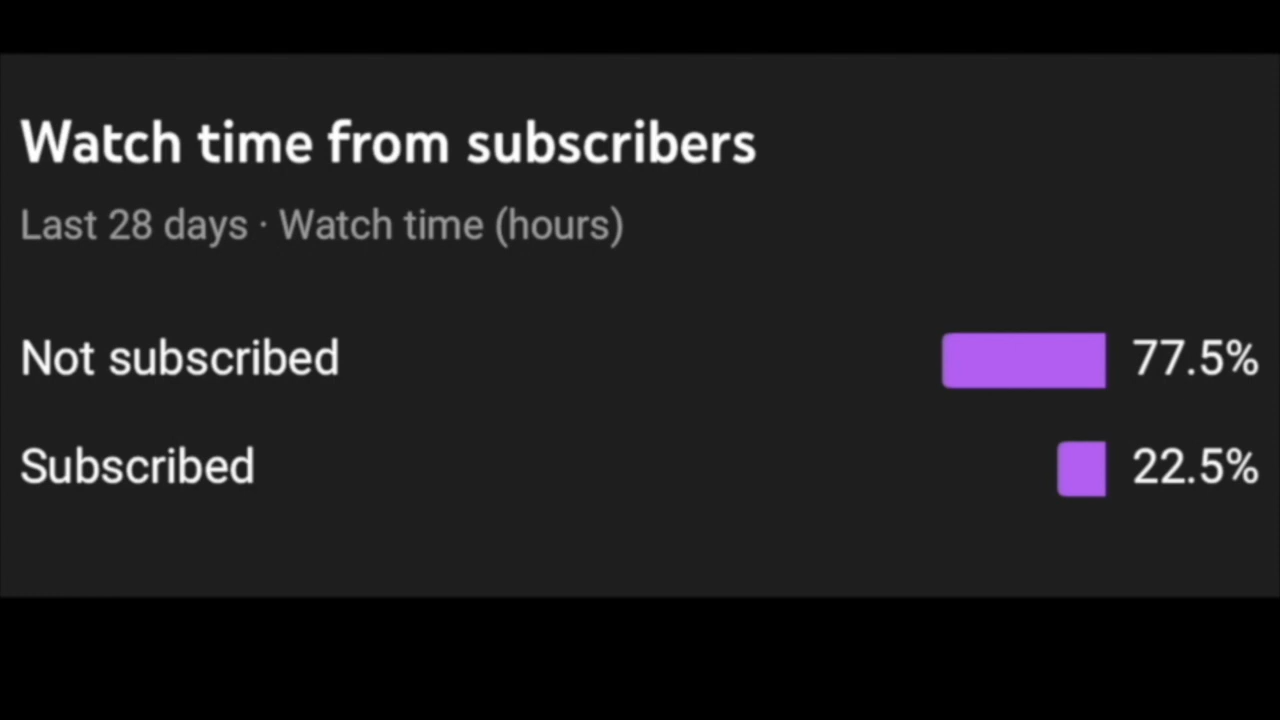 Watch time from subscribers
Last 28 days · Watch time (hours)
Not subscribed 77.5%
Subscribed 22.5%